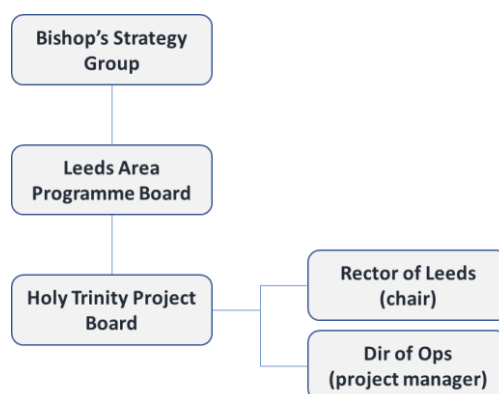 Bishop’s Strategy
Group
Leeds Area
Programme Board
Holy Trinity Project
Board
Rector of Leeds
(chair)
Dir of Ops
(project manager)